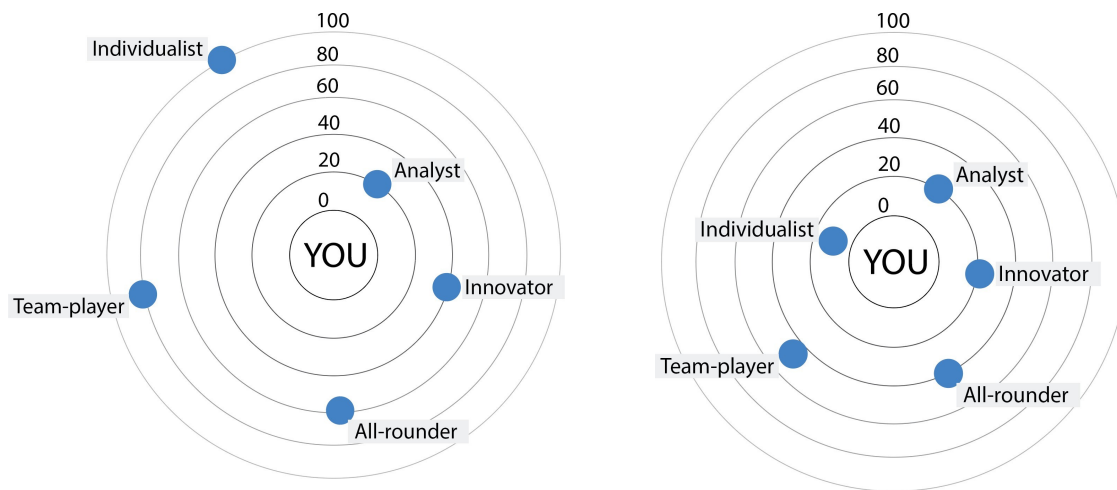 100
Individualist
80
60
40
20
Analyst
0
YOU
Innovator
Team-player
All-rounder
100
80
60
40
20
Analyst
0
Individualist
YOU
Innovator
Team-player
All-rounder